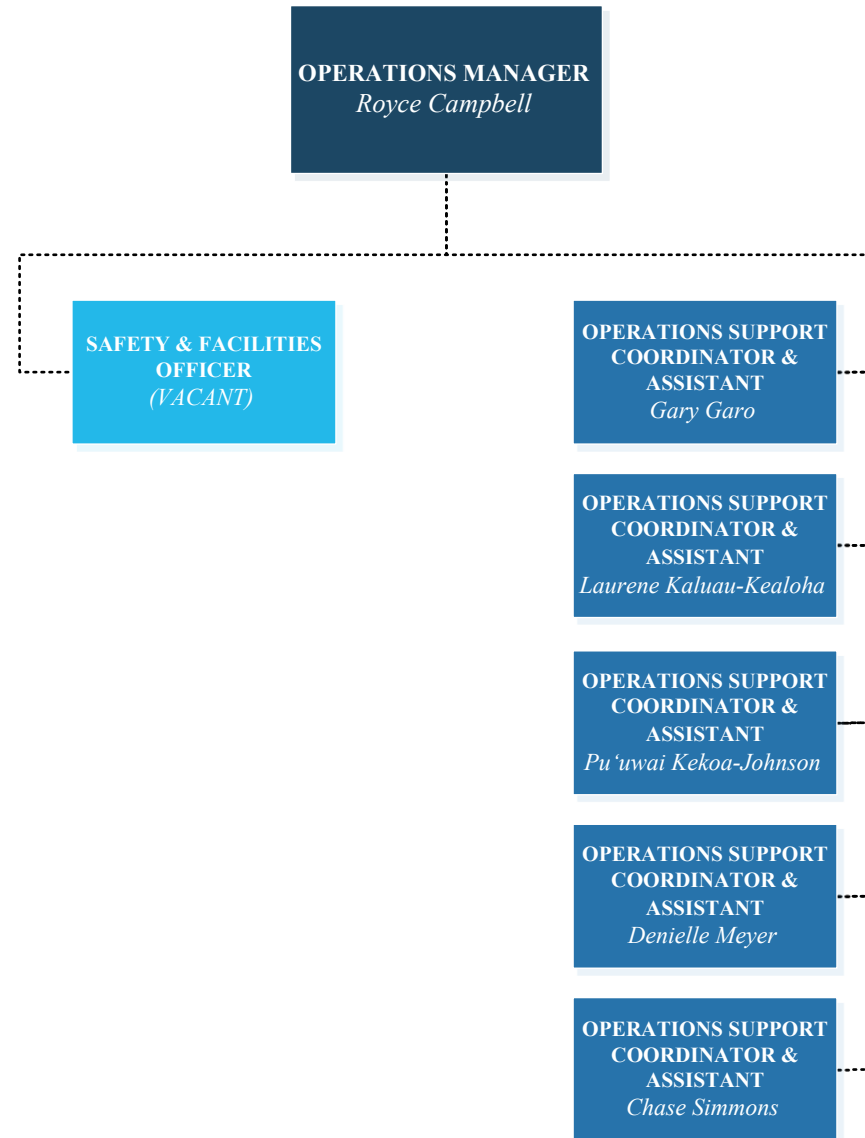 OPERATIONS MANAGER
Royce Campbell
SAFETY & FACILITIES
OFFICER
(VACANT)
OPERATIONS SUPPORT
COORDINATOR &
ASSISTANT
Gary Garo
OPERATIONS SUPPORT
COORDINATOR &
ASSISTANT
Laurene Kaluau-Kealoha
OPERATIONS SUPPORT
COORDINATOR &
ASSISTANT
Pu‘uwai Kekoa-Johnson
OPERATIONS SUPPORT
COORDINATOR &
ASSISTANT
Denielle Meyer
OPERATIONS SUPPORT
COORDINATOR &
ASSISTANT
Chase Simmons